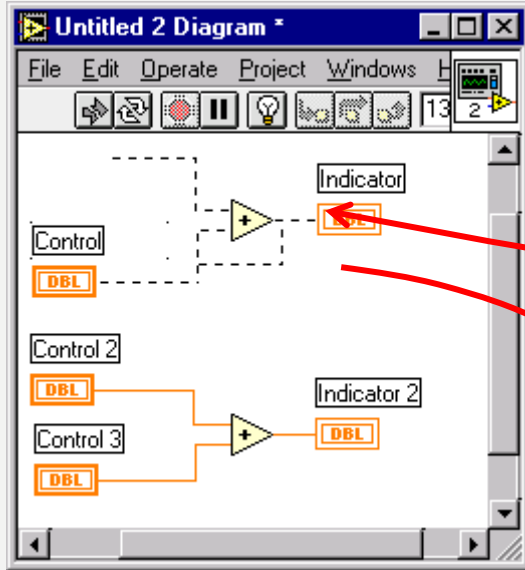 Untitled 2 Diagram *
File Edit Operate Project Windows H
13
2
Indicator
DBL
Control
DBL
Control 2
DBL
Indicator 2
DBL
Control 3
DBL